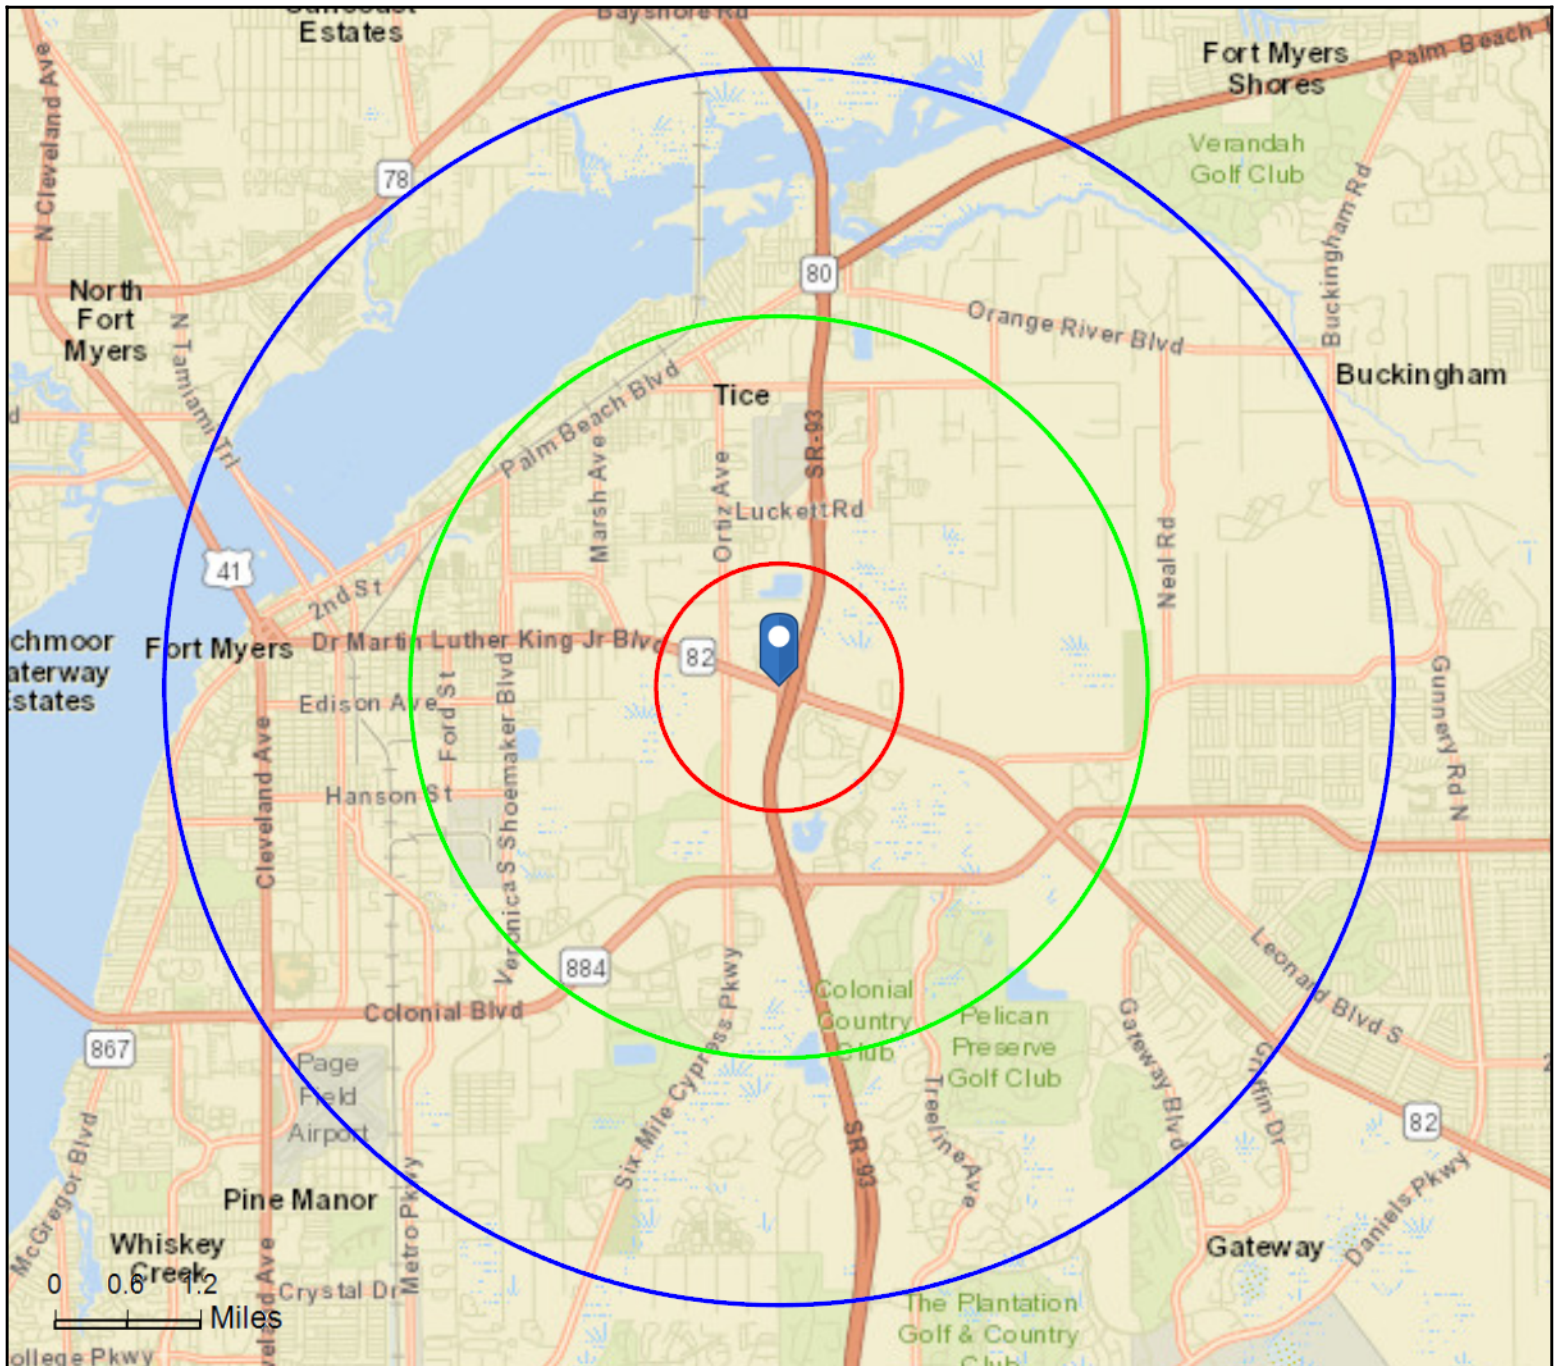 Suncoast
Estates
Bayshore Rd
Fort Myers
Shores
Palm Beach
N Cleveland Ave
78
Verandah
Golf Club
Buckingham Rd
80
North
Fort
Myers
N Tamiami Trl
Orange River Blvd
Buckingham
Palm Beach Blvd
Tice
d
SR-93
Marsh Ave
Ortiz Ave
Luckett Rd
Neal Rd
41
2nd St
Fort Myers
Dr Martin Luther King Jr Blvd
82
chmoor
aterway
Estates
Edison Ave
Ford St
Veronica S Shoemaker Blvd
Gunnery Rd N
Cleveland Ave
Hanson St
884
Colonial Blvd
Six Mile Cypress Pkwy
Colonial
Country
Club
Pelican
Preserve
Golf Club
Leonard Blvd S
Gateway Blvd
Griffin Dr
867
Page
Field
Airport
Treeline Ave
SR-93
82
McGregor Blvd
Metro Pkwy
Pine Manor
Daniels Pkwy
Whiskey
Creek
Gateway
0 0.6 1.2
Miles
Crystal Dr
eveland Ave
The Plantation
Golf & Country
Club
ollege Pkwy